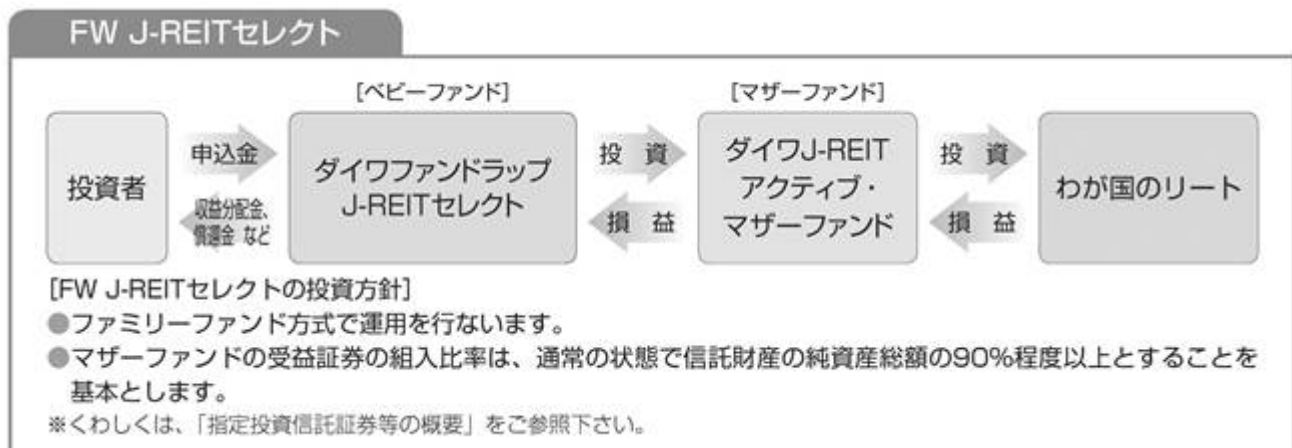 FW J-REITセレクト
[ベビーファンド]
[マザーファンド]
投資者
申込金
収益分配金、
償還金 など
ダイワファンドラップ
J-REITセレクト
投 資
損 益
ダイワJ-REIT
アクティブ・
マザーファンド
投 資
損 益
わが国のリート
[FW J-REITセレクトの投資方針]
●ファミリーファンド方式で運用を行ないます。
●マザーファンドの受益証券の組入比率は、通常の状態で信託財産の純資産総額の90%程度以上とすることを
基本とします。
※くわしくは、「指定投資信託証券等の概要」をご参照下さい。